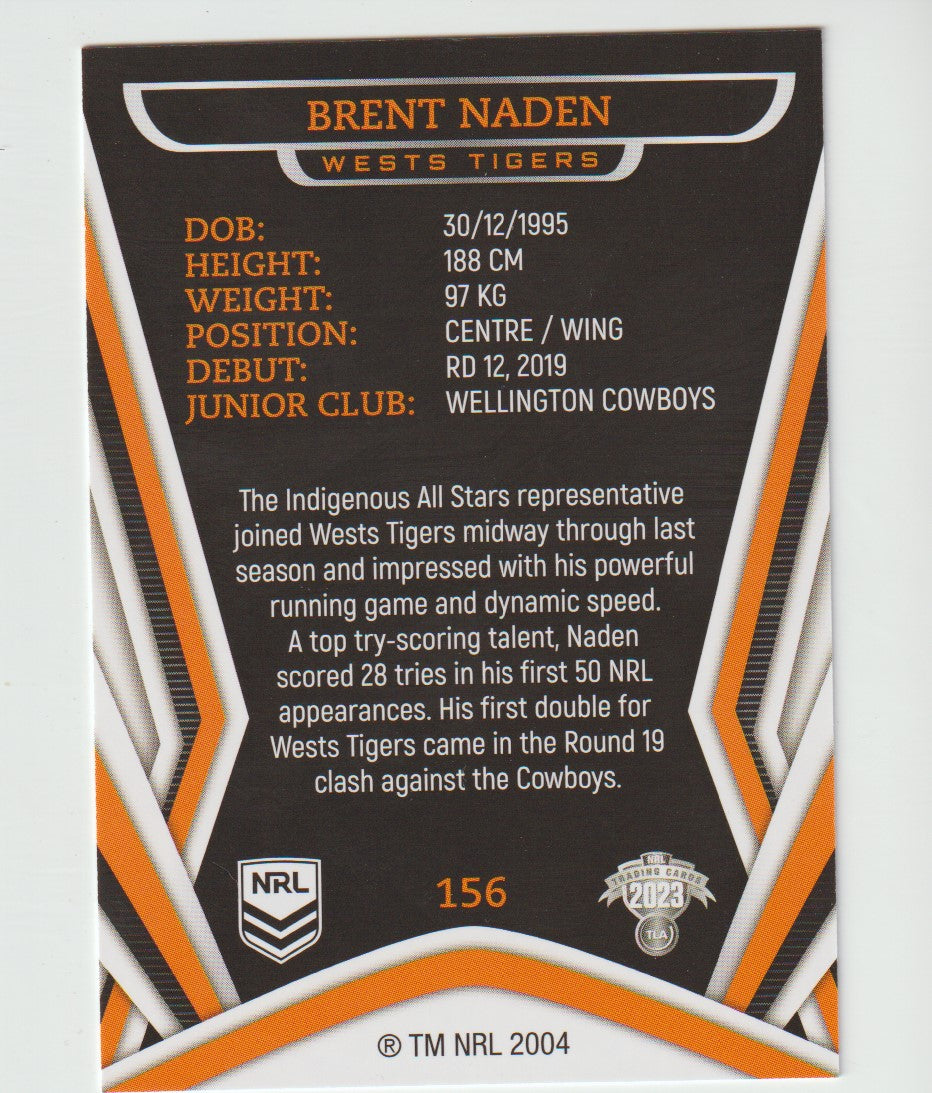 BRENT NADEN
WESTS TIGERS
DOB: 30/12/1995
HEIGHT: 188 CM
WEIGHT: 97 KG
POSITION: CENTRE / WING
DEBUT: RD 12, 2019
JUNIOR CLUB: WELLINGTON COWBOYS
The Indigenous All Stars representative
joined Wests Tigers midway through last
season and impressed with his powerful
running game and dynamic speed.
A top try-scoring talent, Naden
scored 28 tries in his first 50 NRL
appearances. His first double for
Wests Tigers came in the Round 19
clash against the Cowboys.
NRL
156
NRL
TRADING CARDS
2023
TLA
® TM NRL 2004